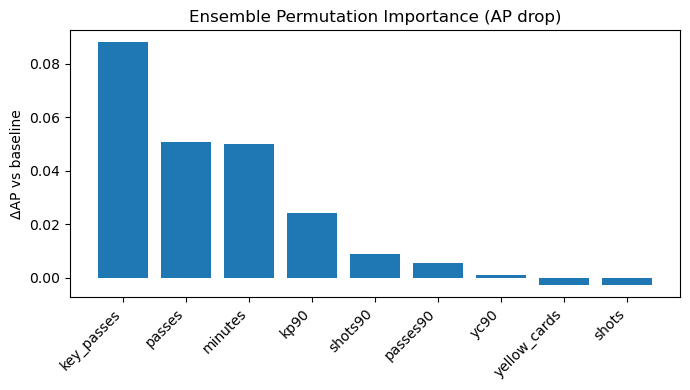 Ensemble Permutation Importance (AP drop)
ΔAP vs baseline
0.08
0.06
0.04
0.02
0.00
key_passes
passes
minutes
kp90
shots90
passes90
yc90
yellow_cards
shots